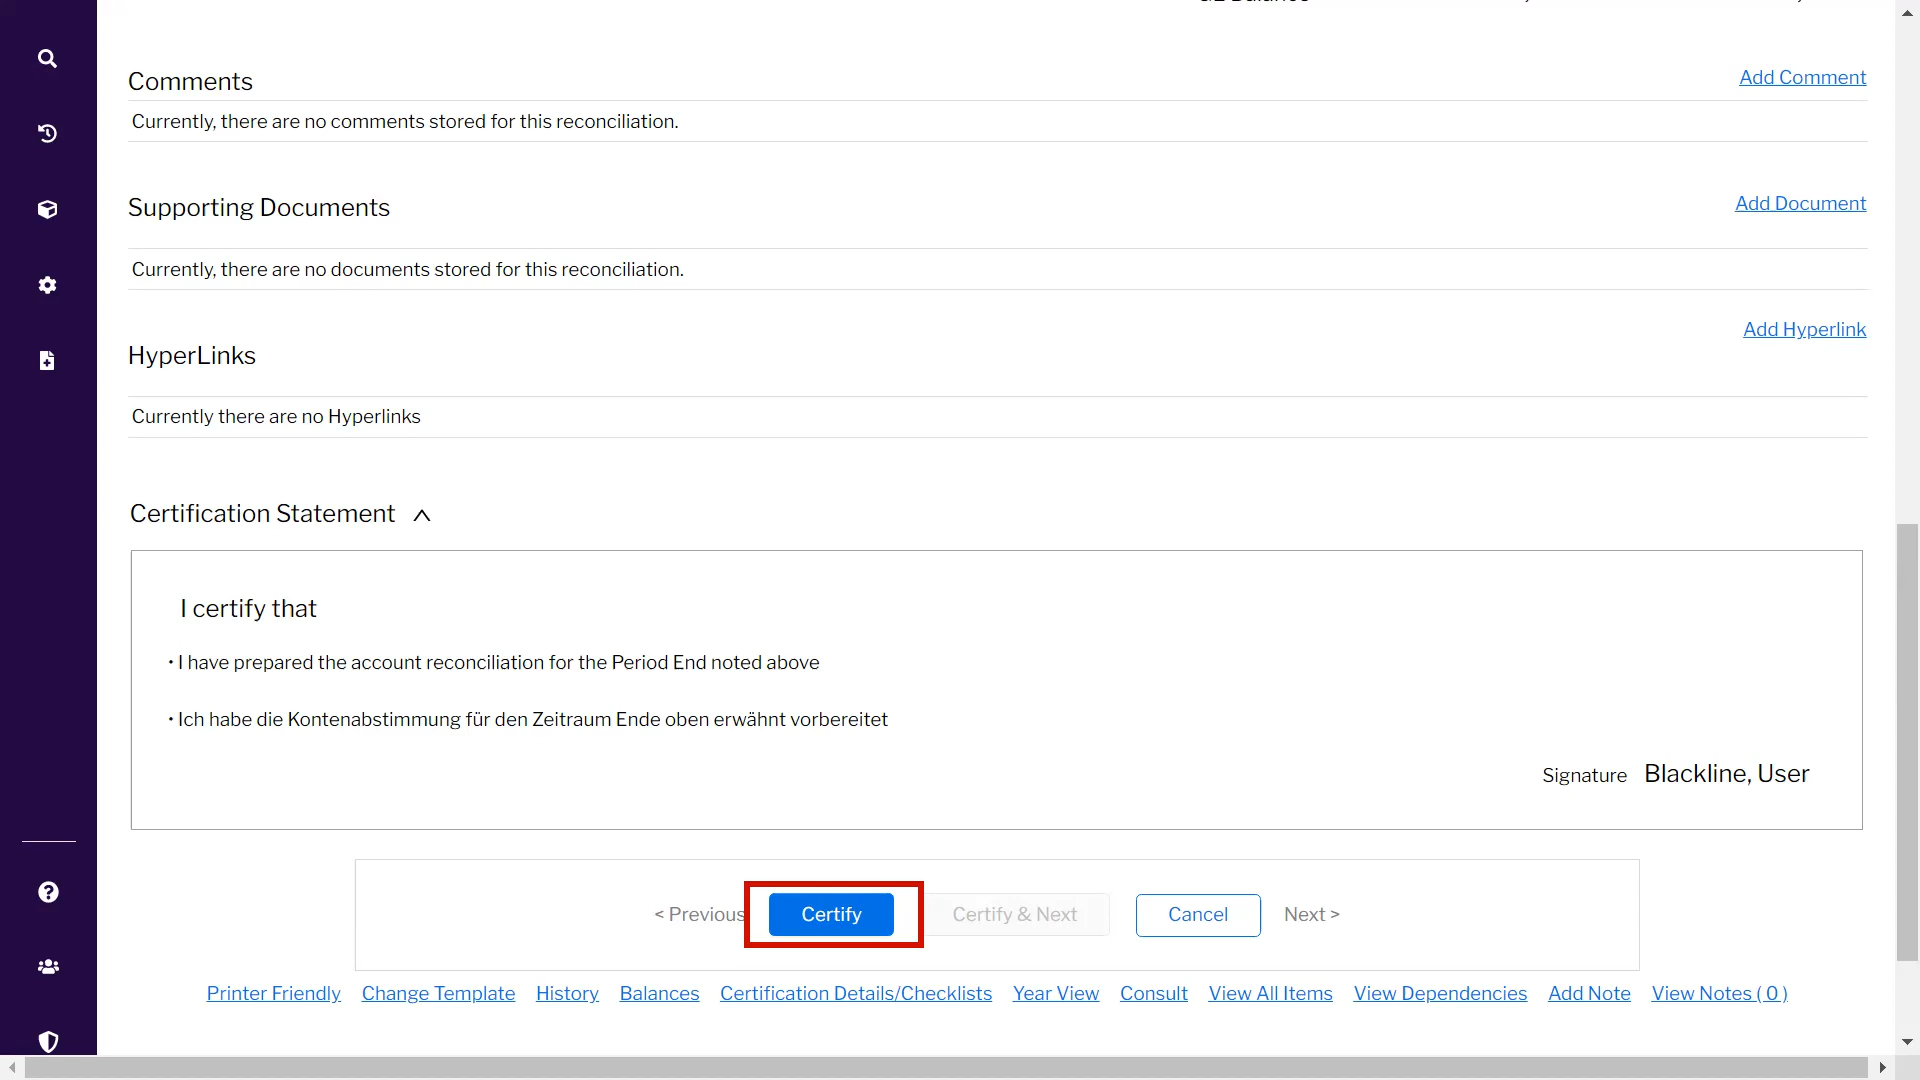 Comments
Add Comment
Currently, there are no comments stored for this reconciliation.
Supporting Documents
Add Document
Currently, there are no documents stored for this reconciliation.
Add Hyperlink
HyperLinks
Currently there are no Hyperlinks
Certification Statement
I certify that
• I have prepared the account reconciliation for the Period End noted above
• Ich habe die Kontenabstimmung für den Zeitraum Ende oben erwähnt vorbereitet
Signature Blackline, User
< Previous Certify Certify & Next Cancel Next >
Printer Friendly Change Template History Balances Certification Details/Checklists Year View Consult View All Items View Dependencies Add Note View Notes ( 0 )